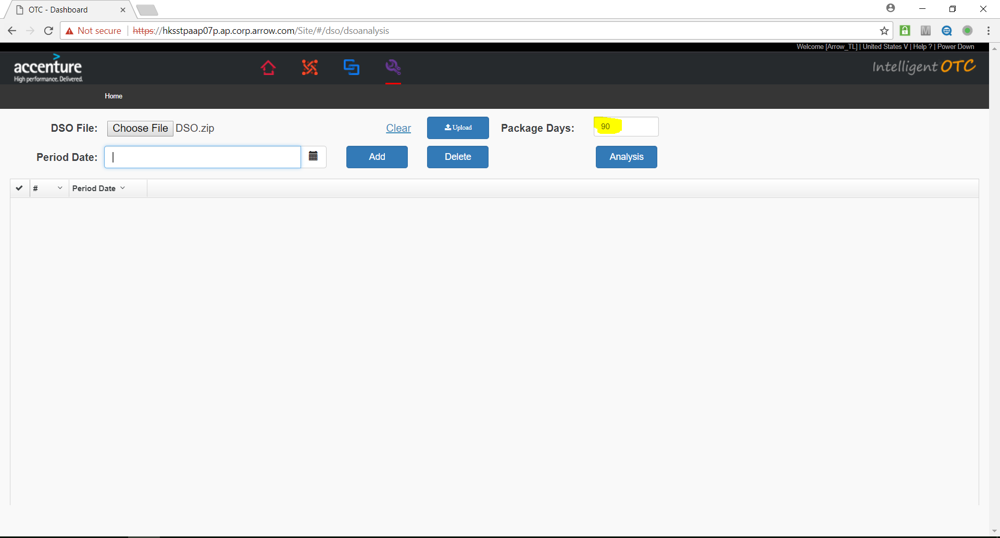 OTC - Dashboard
Not secure https://hksstpaap07p.ap.corp.arrow.com/Site/#/dso/dsoanalysis
Welcome [Arrow_TL] | United States V | Help ? | Power Down
accenture
High performance. Delivered.
Intelligent OTC
Home
DSO File: Choose File DSO.zip Clear Upload Package Days: 90
Period Date: Add Delete Analysis
# Period Date